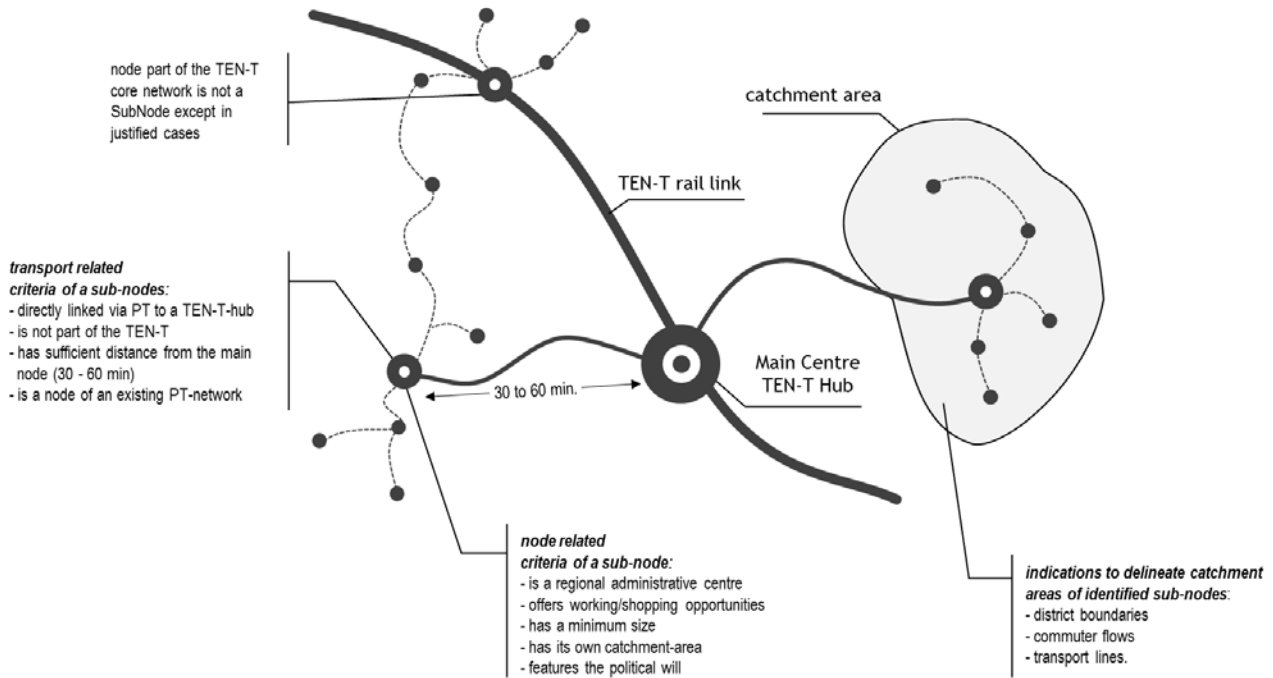 node part of the TEN-T
core network is not a
SubNode except in
justified cases
catchment area
TEN-T rail link
transport related
criteria of a sub-nodes:
- directly linked via PT to a TEN-T-hub
- is not part of the TEN-T
- has sufficient distance from the main
node (30 - 60 min)
- is a node of an existing PT-network
30 to 60 min.
Main Centre
TEN-T Hub
node related
criteria of a sub-node:
- is a regional administrative centre
- offers working/shopping opportunities
- has a minimum size
- has its own catchment-area
- features the political will
indications to delineate catchment
areas of identified sub-nodes:
- district boundaries
- commuter flows
- transport lines.